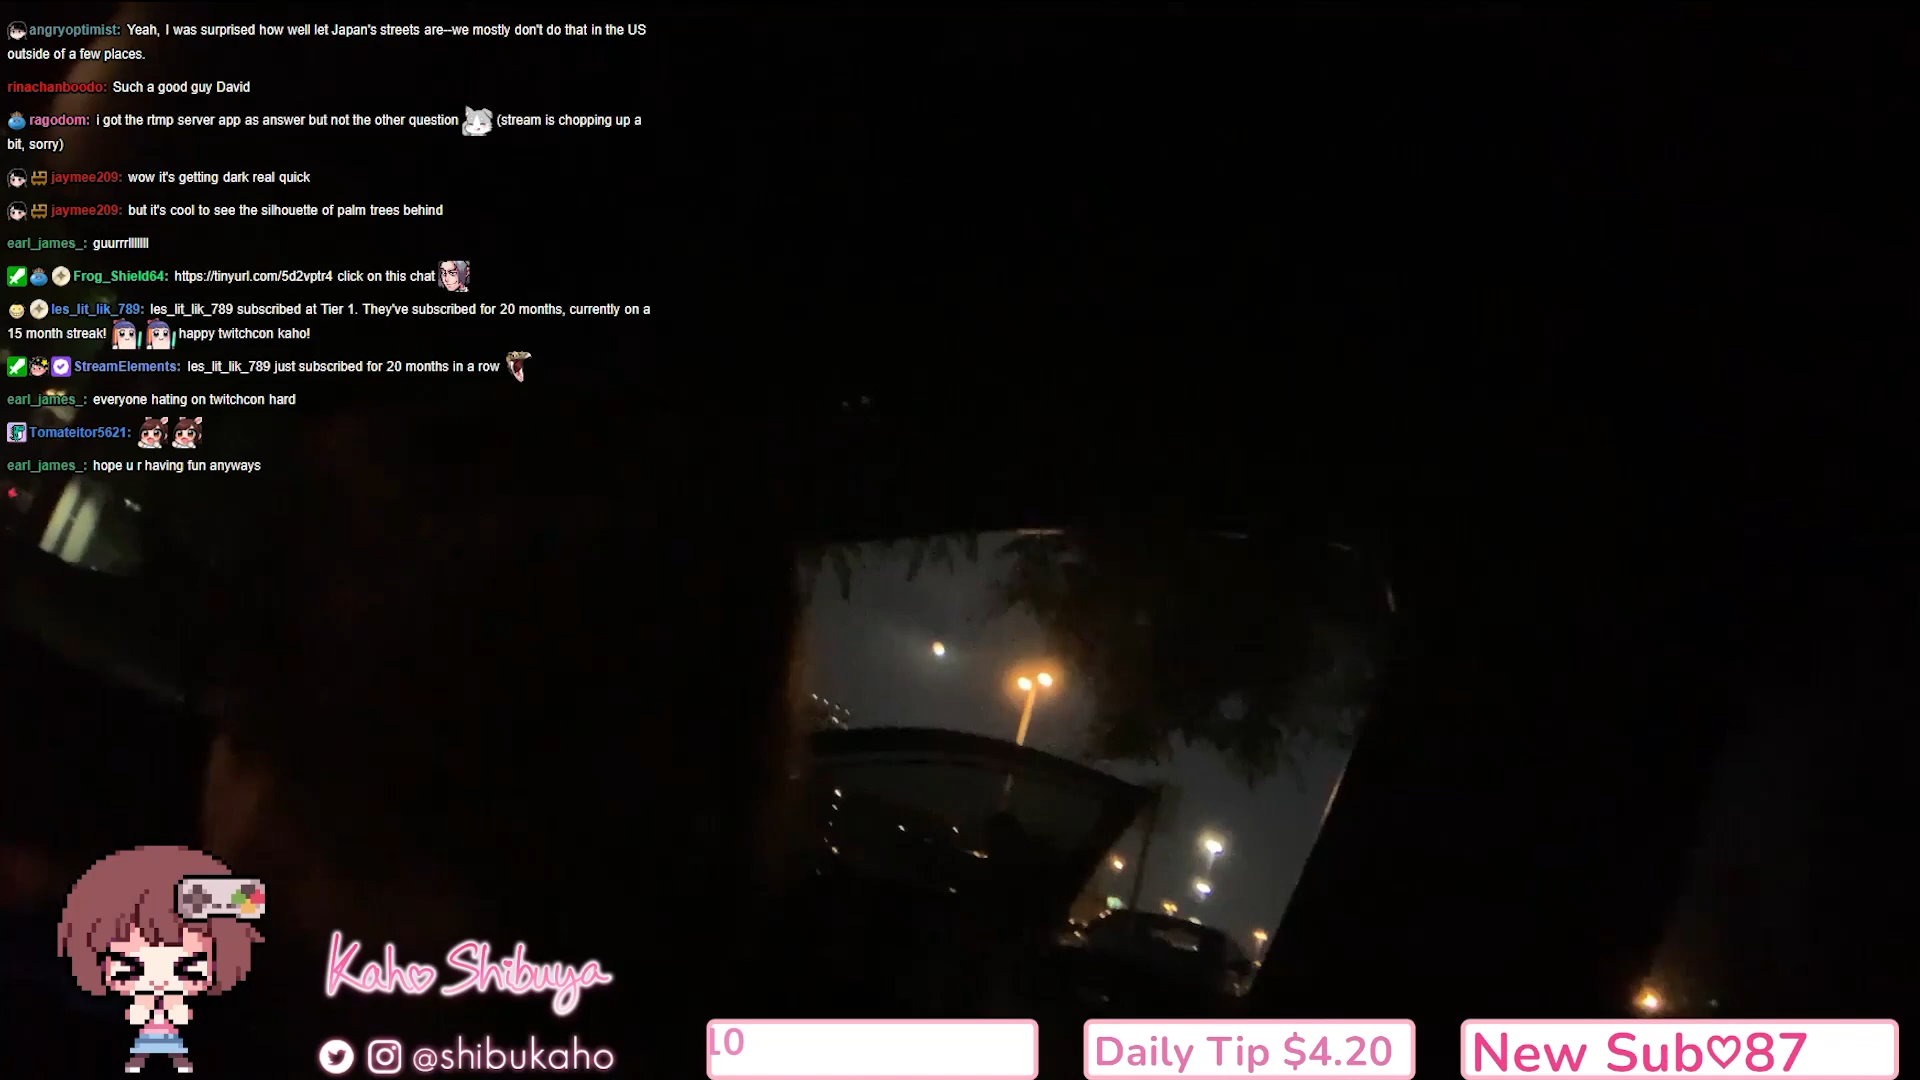 angryoptimist: Yeah, I was surprised how well let Japan's streets are--we mostly don't do that in the US
outside of a few places.
rinachanboodo: Such a good guy David
ragodom: i got the rtmp server app as answer but not the other question (stream is chopping up a
bit, sorry)
jaymee209: wow it's getting dark real quick
jaymee209: but it's cool to see the silhouette of palm trees behind
earl_james_: guurrrlllllll
Frog_Shield64: https://tinyurl.com/5d2vptr4 click on this chat
les_lit_lik_789: les_lit_lik_789 subscribed at Tier 1. They've subscribed for 20 months, currently on a
15 month streak! happy twitchcon kaho!
StreamElements: les_lit_lik_789 just subscribed for 20 months in a row
earl_james_: everyone hating on twitchcon hard
Tomateitor5621:
earl_james_: hope u r having fun anyways
Kaho Shibuya
@shibukaho
10
Daily Tip $4.20
New Sub♡87